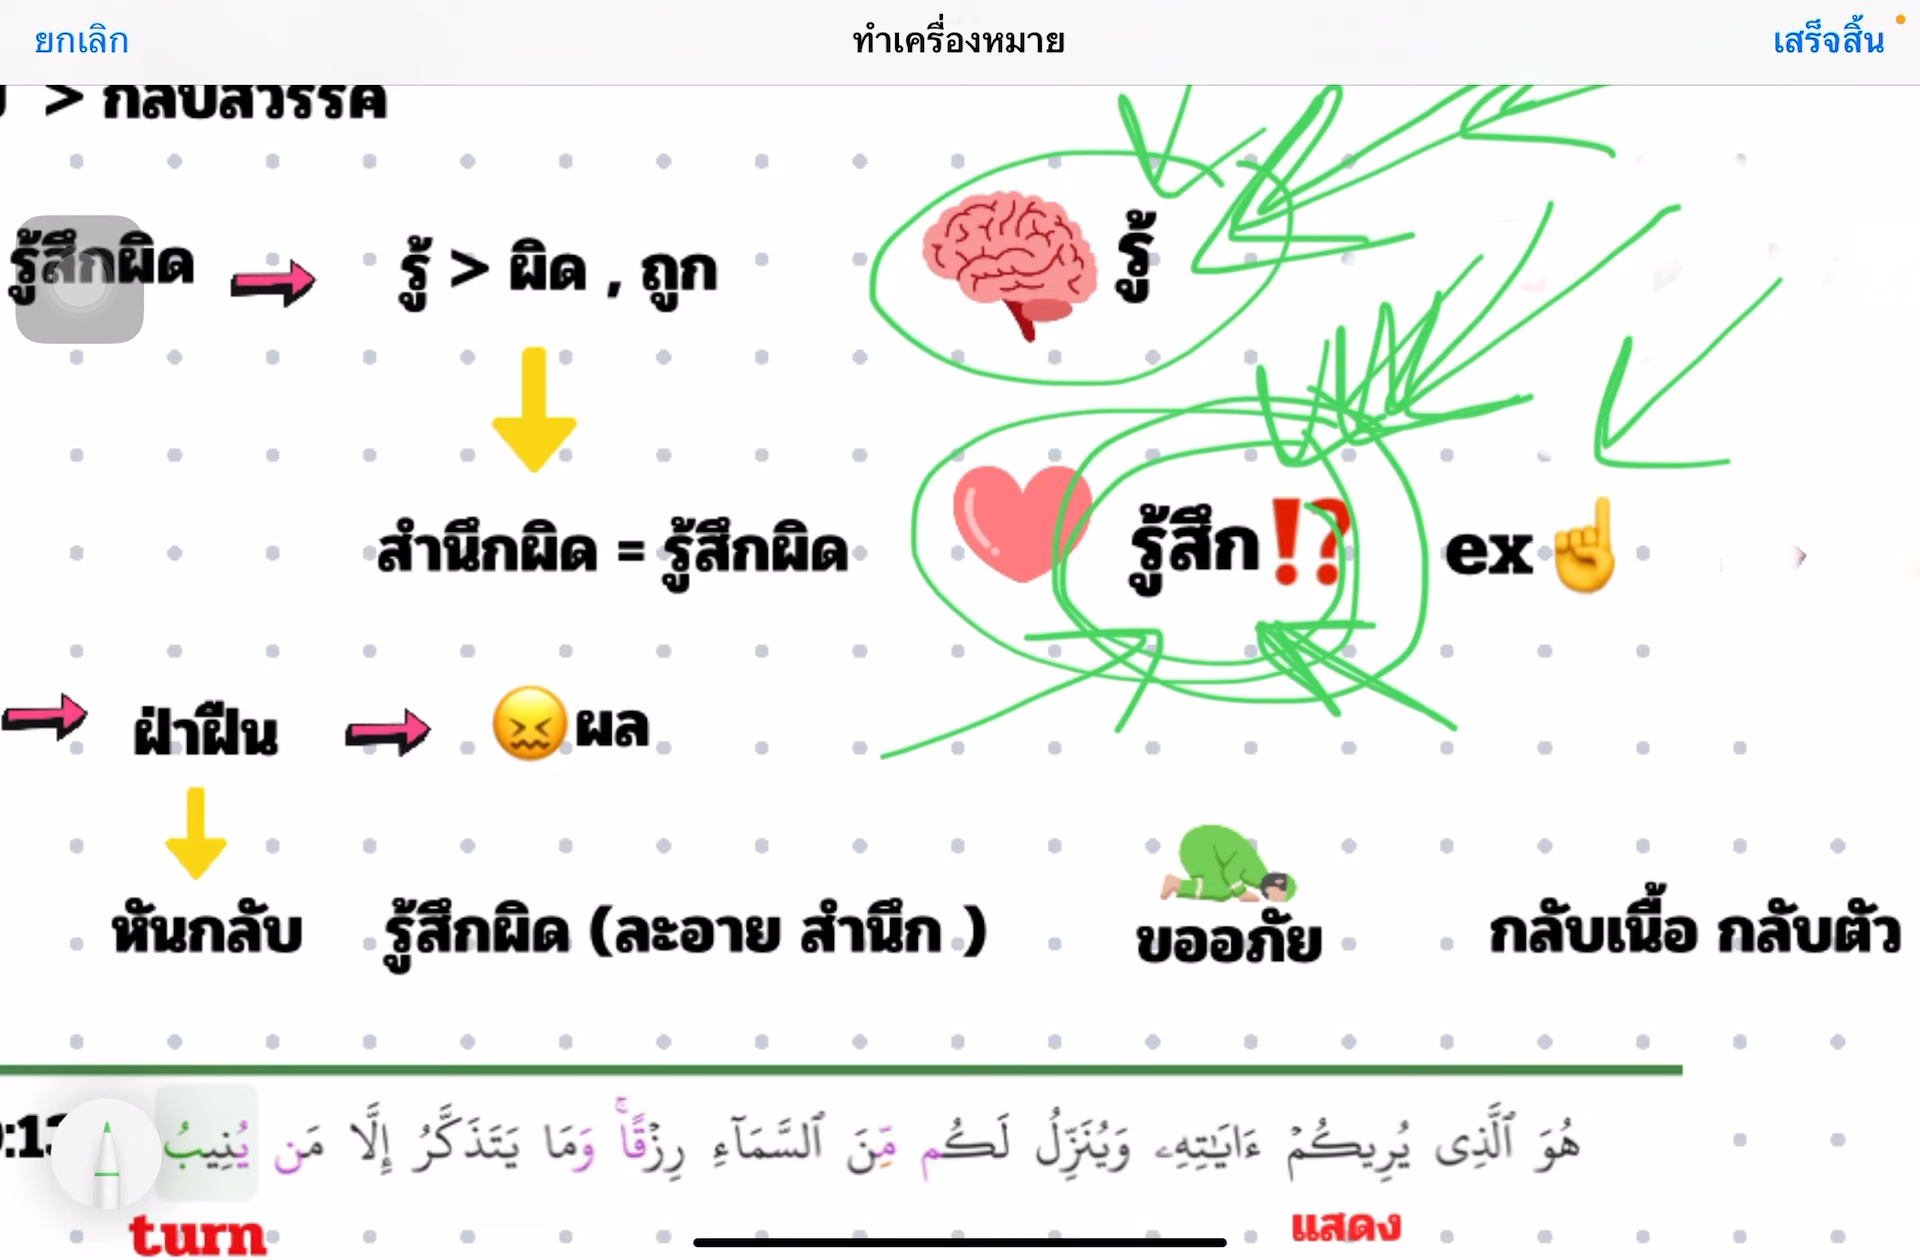 ยกเลิก ทำเครื่องหมาย เสร็จสิ้น
> กลับสวรรค์
รู้สึกผิด รู้ > ผิด , ถูก รู้
สำนึกผิด = รู้สึกผิด รู้สึก⁉️ ex☝️
ฝ่าฝืน ผล
หันกลับ รู้สึกผิด (ละอาย สำนึก ) ขออภัย กลับเนื้อ กลับตัว
هُوَ ٱلَّذِى يُرِيكُمْ ءَايَـٰتِهِۦ وَيُنَزِّلُ لَكُم مِّنَ ٱلسَّمَآءِ رِزْقًۭا ۚ وَمَا يَتَذَكَّرُ إِلَّا مَن يُنِيبُ
turn แสดง